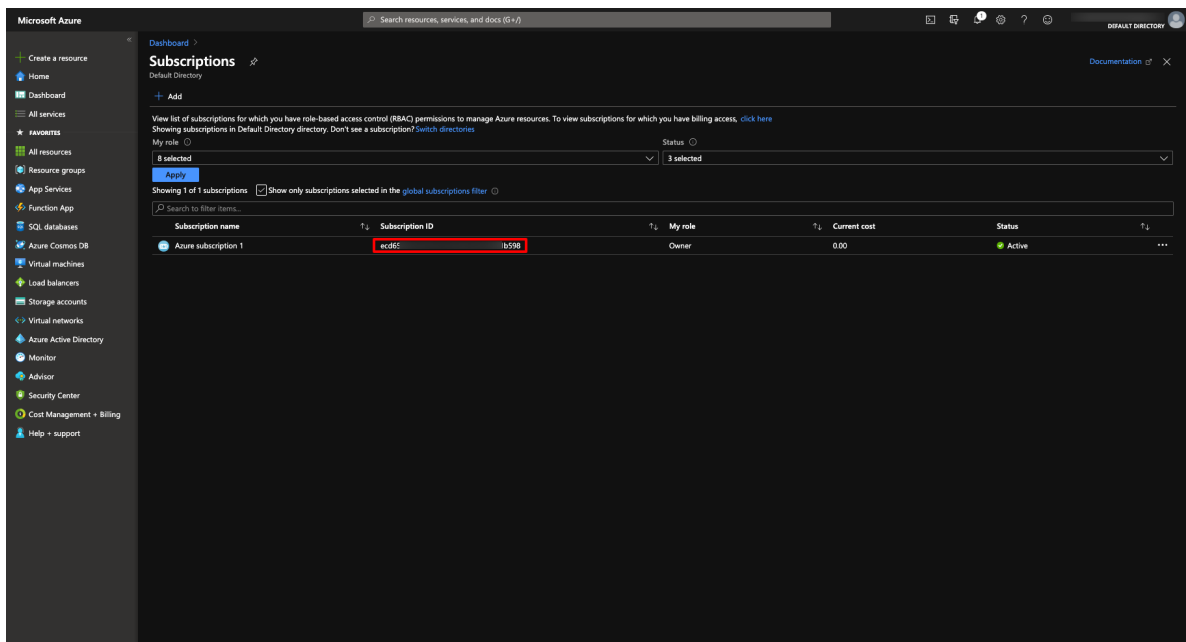 Microsoft Azure
Search resources, services, and docs (G+/)
1
DEFAULT DIRECTORY
Create a resource
Home
Dashboard
All services
FAVORITES
All resources
Resource groups
App Services
Function App
SQL databases
Azure Cosmos DB
Virtual machines
Load balancers
Storage accounts
Virtual networks
Azure Active Directory
Monitor
Advisor
Security Center
Cost Management + Billing
Help + support
Dashboard >
Subscriptions
Documentation
Default Directory
Add
View list of subscriptions for which you have role-based access control (RBAC) permissions to manage Azure resources. To view subscriptions for which you have billing access, click here
Showing subscriptions in Default Directory directory. Don't see a subscription? Switch directories
My role Status
8 selected 3 selected
Apply
Showing 1 of 1 subscriptions Show only subscriptions selected in the global subscriptions filter
Search to filter items...
Subscription name Subscription ID My role Current cost Status
Azure subscription 1 Owner 0.00 Active